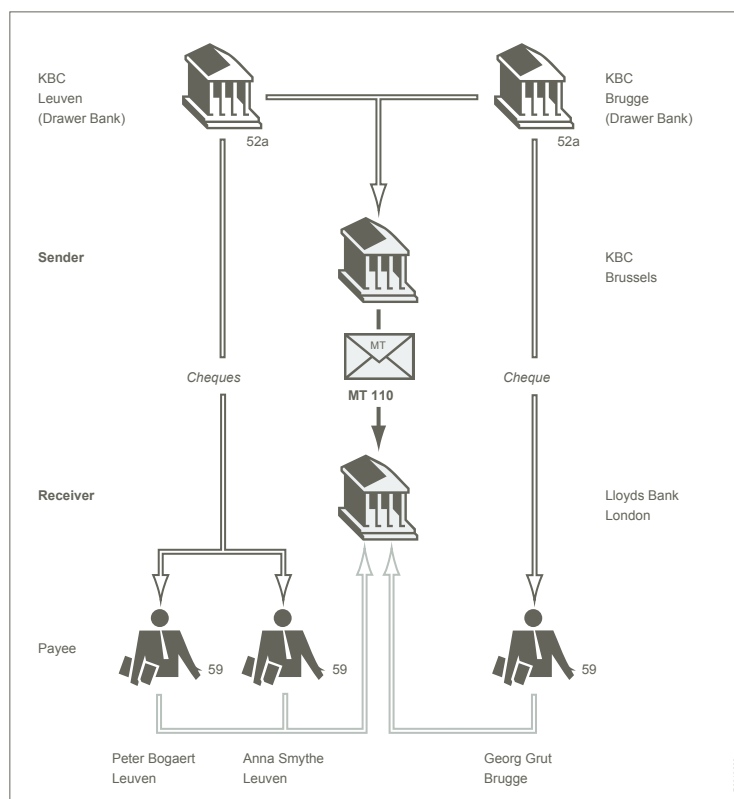 KBC
Leuven
(Drawer Bank)
52a
KBC
Brugge
(Drawer Bank)
52a
Sender
KBC
Brussels
MT
Cheques
Cheque
MT 110
Receiver
Lloyds Bank
London
Payee
59
59
59
Peter Bogaert
Leuven
Anna Smythe
Leuven
Georg Grut
Brugge